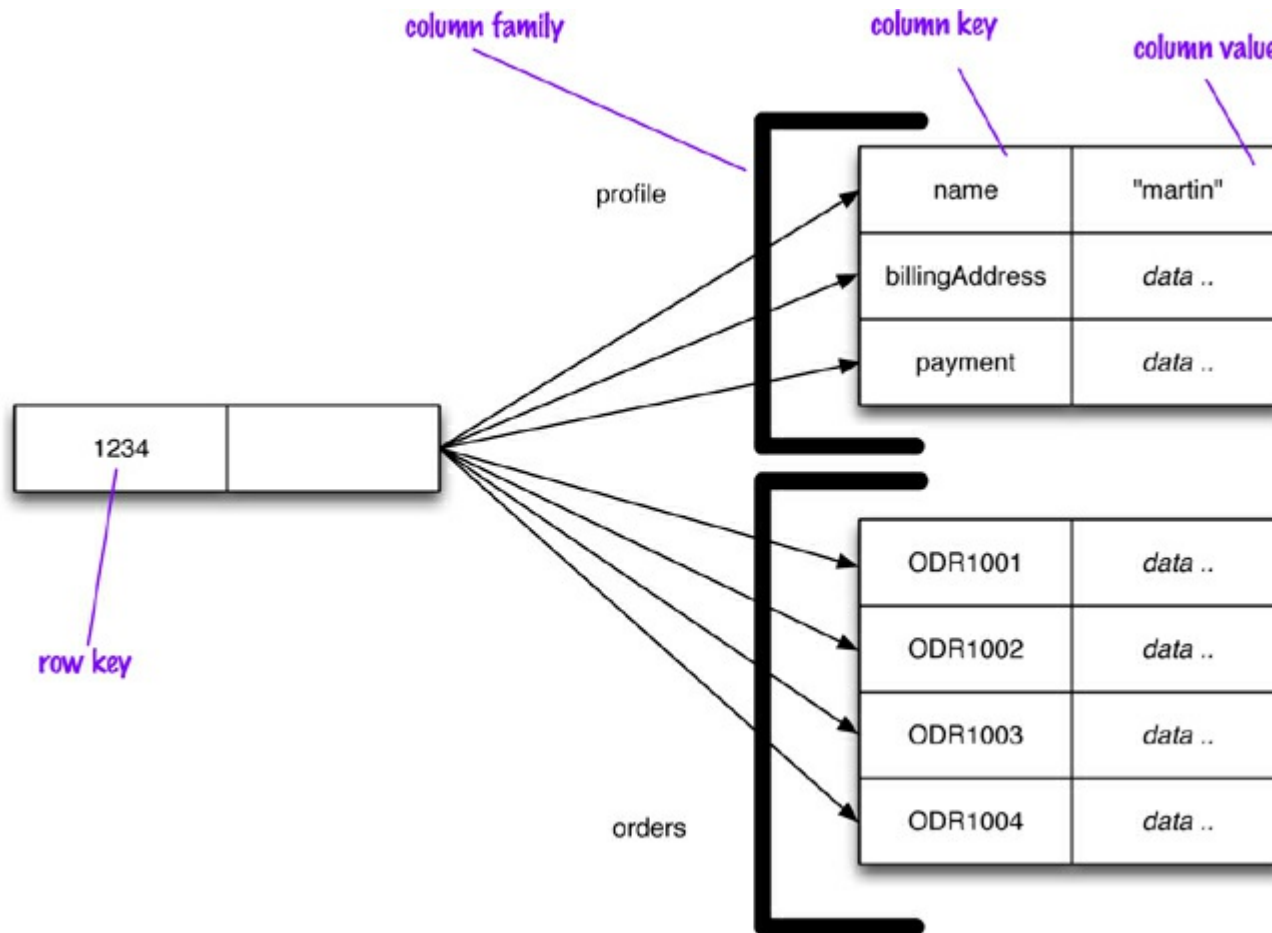 column family
column key
column value
profile
name
"martin"
billingAddress
data ..
payment
data ..
1234
row key
ODR1001
data ..
ODR1002
data ..
ODR1003
data ..
orders
ODR1004
data ..